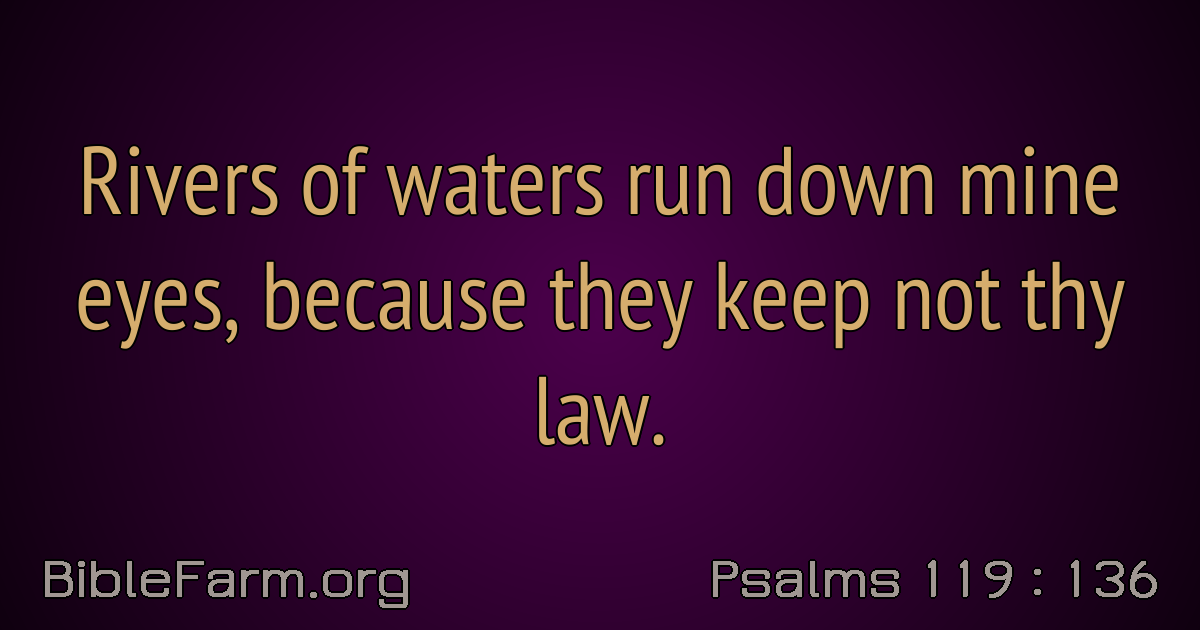 Rivers of waters run down mine
eyes, because they keep not thy
law.
BibleFarm.org
Psalms 119 : 136